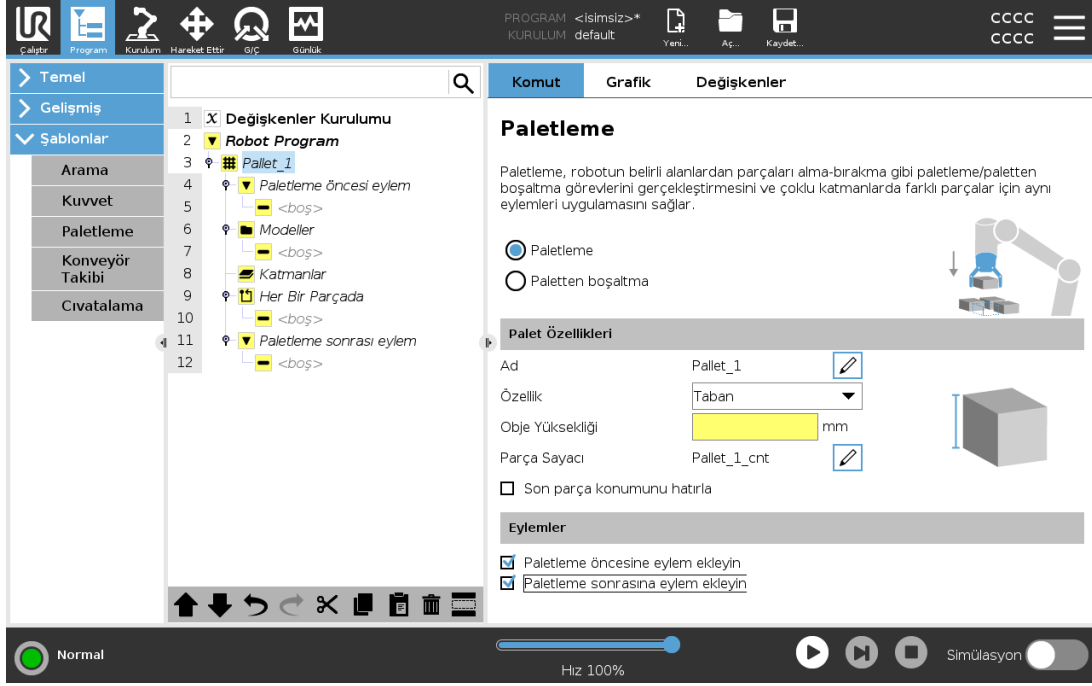 PROGRAM <isimsiz>*
KURULUM default
Çalıştır
Program
Kurulum
Hareket Ettir
G/Ç
Günlük
Yeni...
Aç...
Kaydet...
CCCC
CCCC
Temel
Gelişmiş
Şablonlar
Arama
Kuvvet
Paletleme
Konveyör
Takibi
Cıvatalama
1 X Değişkenler Kurulumu
2 Robot Program
3 Pallet_1
4 Paletleme öncesi eylem
5 <boş>
6 Modeller
7 <boş>
8 Katmanlar
9 Her Bir Parçada
10 <boş>
11 Paletleme sonrası eylem
12 <boş>
Komut
Grafik
Değişkenler
Paletleme
Paletleme, robotun belirli alanlardan parçaları alma-bırakma gibi paletleme/paletten
boşaltma görevlerini gerçekleştirmesini ve çoklu katmanlarda farklı parçalar için aynı
eylemleri uygulamasını sağlar.
Paletleme
Paletten boşaltma
Palet Özellikleri
Ad Pallet_1
Özellik Taban
Obje Yüksekliği mm
Parça Sayacı Pallet_1_cnt
Son parça konumunu hatırla
Eylemler
Paletleme öncesine eylem ekleyin
Paletleme sonrasına eylem ekleyin
Normal
Hız 100%
Simülasyon